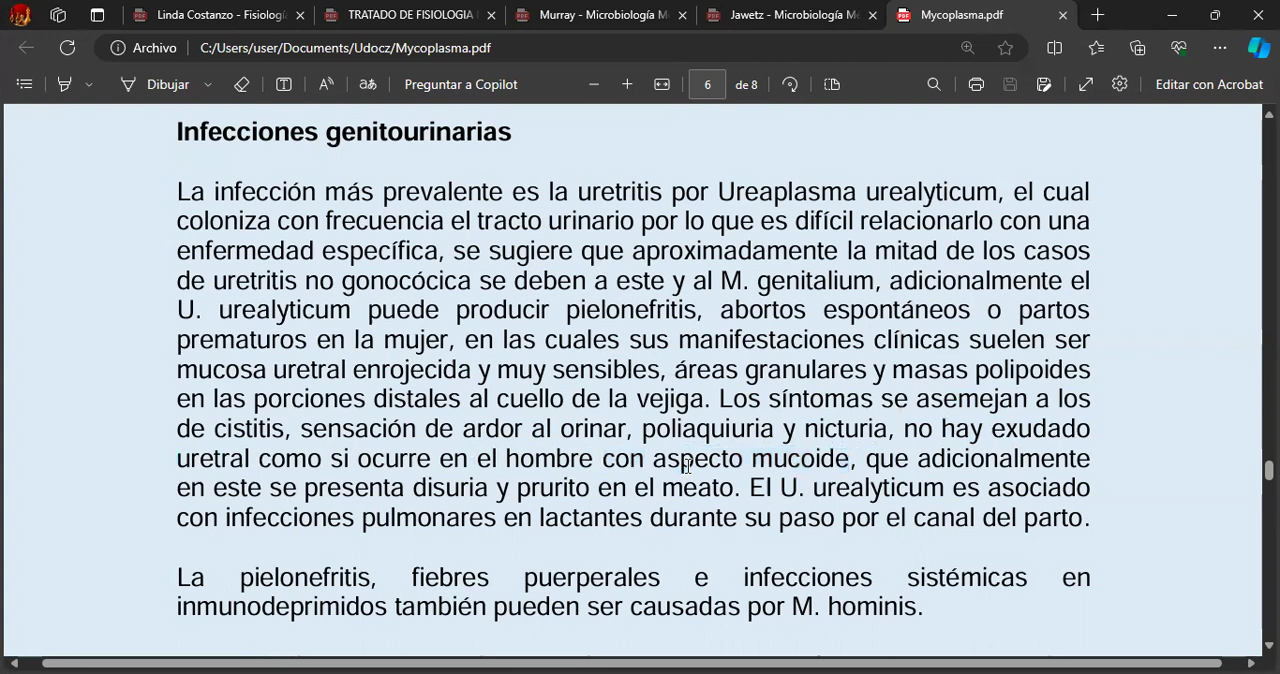 Linda Costanzo - Fisiologí
TRATADO DE FISIOLOGIA
Murray - Microbiología M
Jawetz - Microbiología Me
Mycoplasma.pdf
Archivo C:/Users/user/Documents/Udocz/Mycoplasma.pdf
Dibujar aあ Preguntar a Copilot 6 de 8 Editar con Acrobat
Infecciones genitourinarias
La infección más prevalente es la uretritis por Ureaplasma urealyticum, el cual
coloniza con frecuencia el tracto urinario por lo que es difícil relacionarlo con una
enfermedad específica, se sugiere que aproximadamente la mitad de los casos
de uretritis no gonocócica se deben a este y al M. genitalium, adicionalmente el
U. urealyticum puede producir pielonefritis, abortos espontáneos o partos
prematuros en la mujer, en las cuales sus manifestaciones clínicas suelen ser
mucosa uretral enrojecida y muy sensibles, áreas granulares y masas polipoides
en las porciones distales al cuello de la vejiga. Los síntomas se asemejan a los
de cistitis, sensación de ardor al orinar, poliaquiuria y nicturia, no hay exudado
uretral como si ocurre en el hombre con aspecto mucoide, que adicionalmente
en este se presenta disuria y prurito en el meato. El U. urealyticum es asociado
con infecciones pulmonares en lactantes durante su paso por el canal del parto.
La pielonefritis, fiebres puerperales e infecciones sistémicas en
inmunodeprimidos también pueden ser causadas por M. hominis.